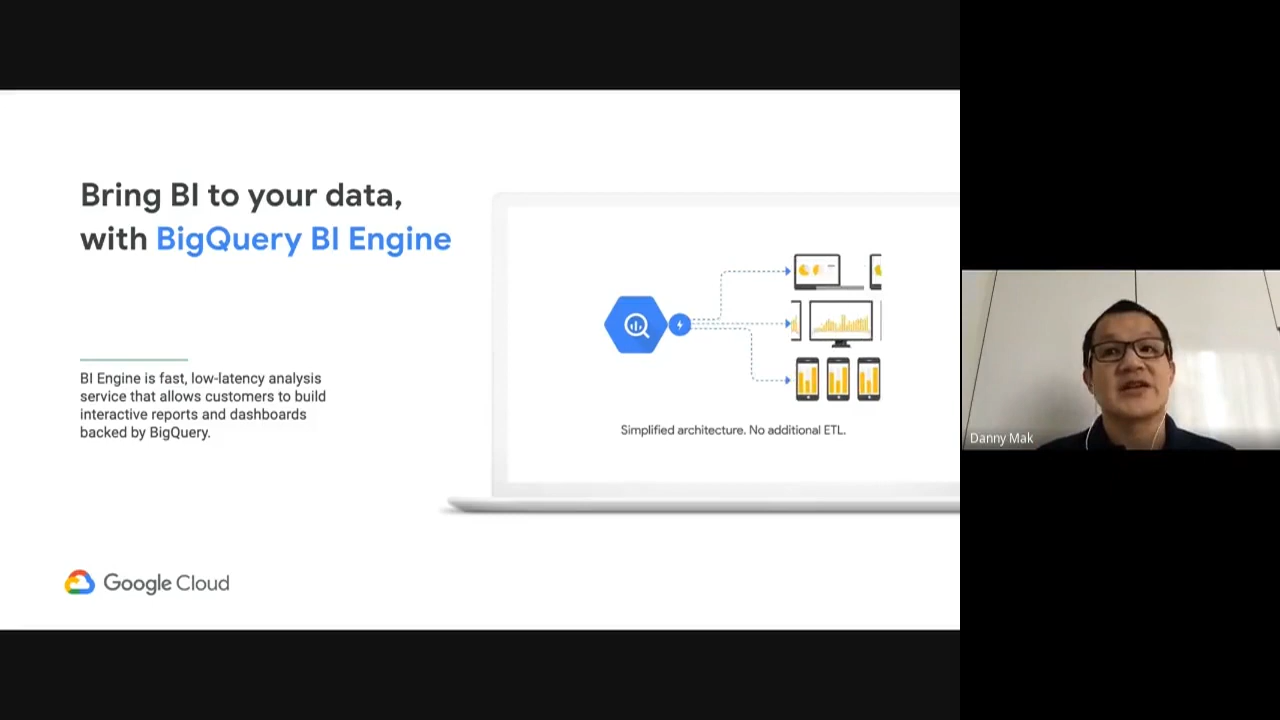 Bring BI to your data,
with BigQuery BI Engine
BI Engine is fast, low-latency analysis
service that allows customers to build
interactive reports and dashboards
backed by BigQuery.
Simplified architecture. No additional ETL.
Google Cloud
Danny Mak